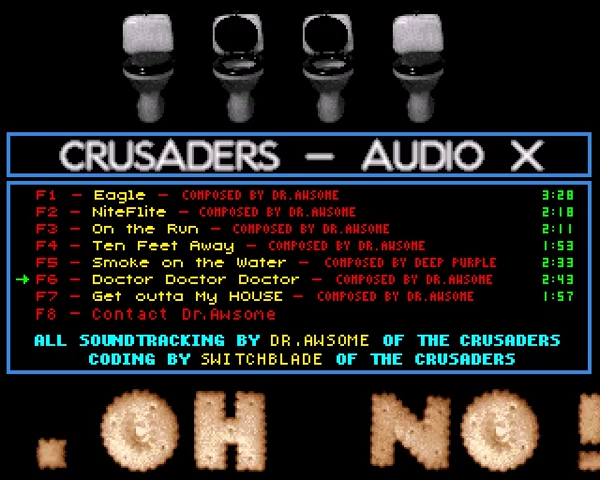 CRUSADERS – AUDIO X
F1 – Eagle – COMPOSED BY DR.AWSOME 3:28
F2 – NiteFlite – COMPOSED BY DR.AWSOME 2:18
F3 – On the Run – COMPOSED BY DR.AWSOME 2:11
F4 – Ten Feet Away – COMPOSED BY DR.AWSOME 1:53
F5 – Smoke on the Water – COMPOSED BY DEEP PURPLE 2:33
F6 – Doctor Doctor Doctor – COMPOSED BY DR.AWSOME 2:43
F7 – Get outta My HOUSE – COMPOSED BY DR.AWSOME 1:57
F8 – Contact Dr.Awsome
ALL SOUNDTRACKING BY DR.AWSOME OF THE CRUSADERS
CODING BY SWITCHBLADE OF THE CRUSADERS
. OH NO!